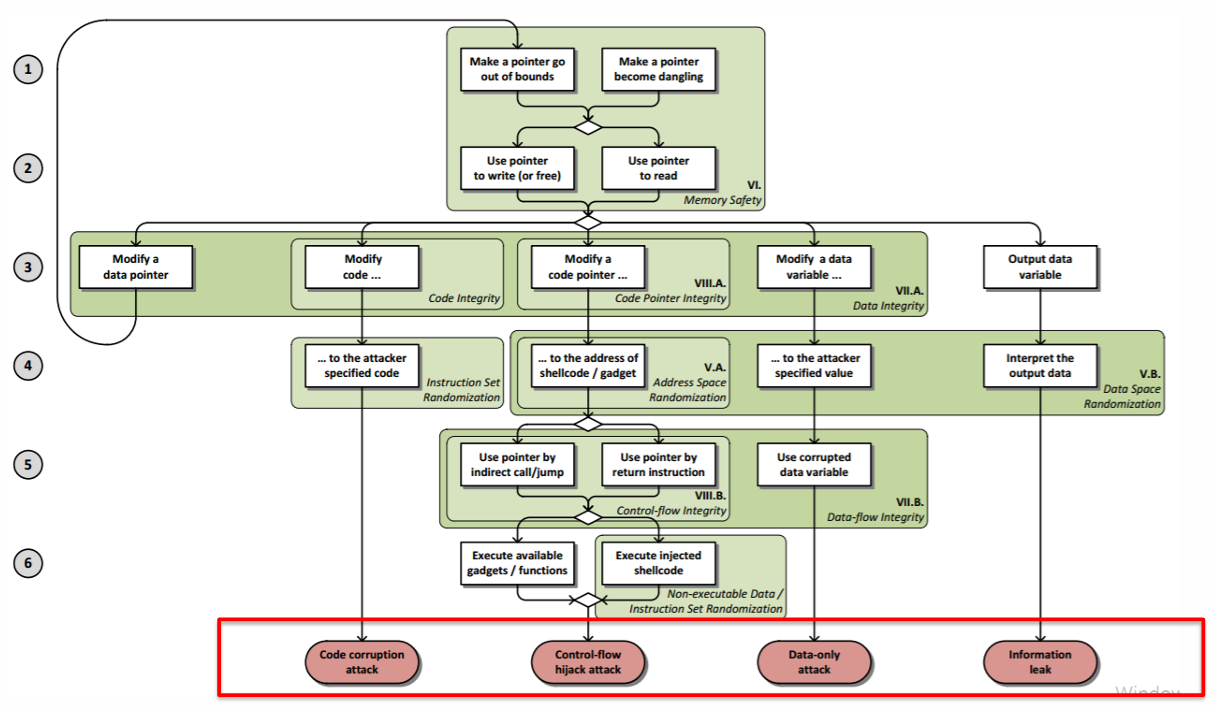 1
Make a pointer go
out of bounds
Make a pointer
become dangling
2
Use pointer
to write (or free)
Use pointer
to read
VI.
Memory Safety
3
Modify a
data pointer
Modify
code ...
Code Integrity
Modify a
code pointer ...
VIII.A.
Code Pointer Integrity
Modify a data
variable ...
VII.A.
Data Integrity
Output data
variable
4
... to the attacker
specified code
Instruction Set
Randomization
... to the address of
shellcode / gadget
V.A.
Address Space
Randomization
... to the attacker
specified value
Interpret the
output data
V.B.
Data Space
Randomization
5
Use pointer by
indirect call/jump
Use pointer by
return instruction
VIII.B.
Control-flow Integrity
Use corrupted
data variable
VII.B.
Data-flow Integrity
6
Execute available
gadgets / functions
Execute injected
shellcode
Non-executable Data /
Instruction Set Randomization
Code corruption
attack
Control-flow
hijack attack
Data-only
attack
Information
leak